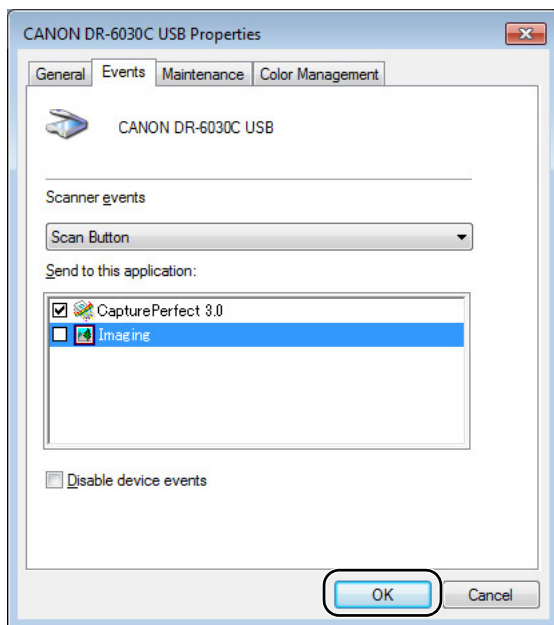 CANON DR-6030C USB Properties
General Events Maintenance Color Management
CANON DR-6030C USB
Scanner events
Scan Button
Send to this application:
CapturePerfect 3.0
Imaging
Disable device events
OK Cancel